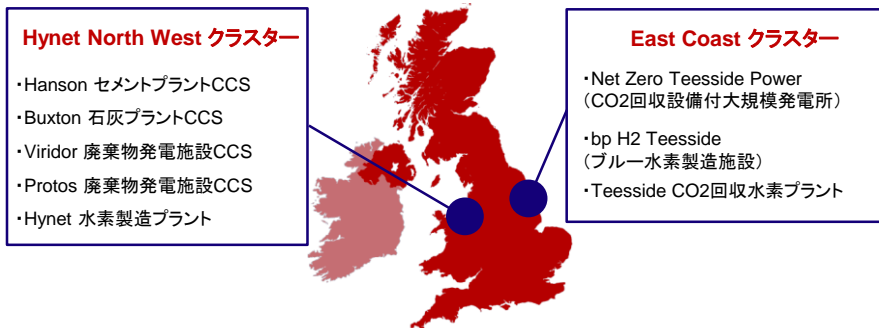 Hynet North West クラスター
・Hanson セメントプラントCCS
・Buxton 石灰プラントCCS
・Viridor 廃棄物発電施設CCS
・Protos 廃棄物発電施設CCS
・Hynet 水素製造プラント
East Coast クラスター
・Net Zero Teesside Power
(CO2回収設備付大規模発電所)
・bp H2 Teesside
(ブルー水素製造施設)
・Teesside CO2回収水素プラント